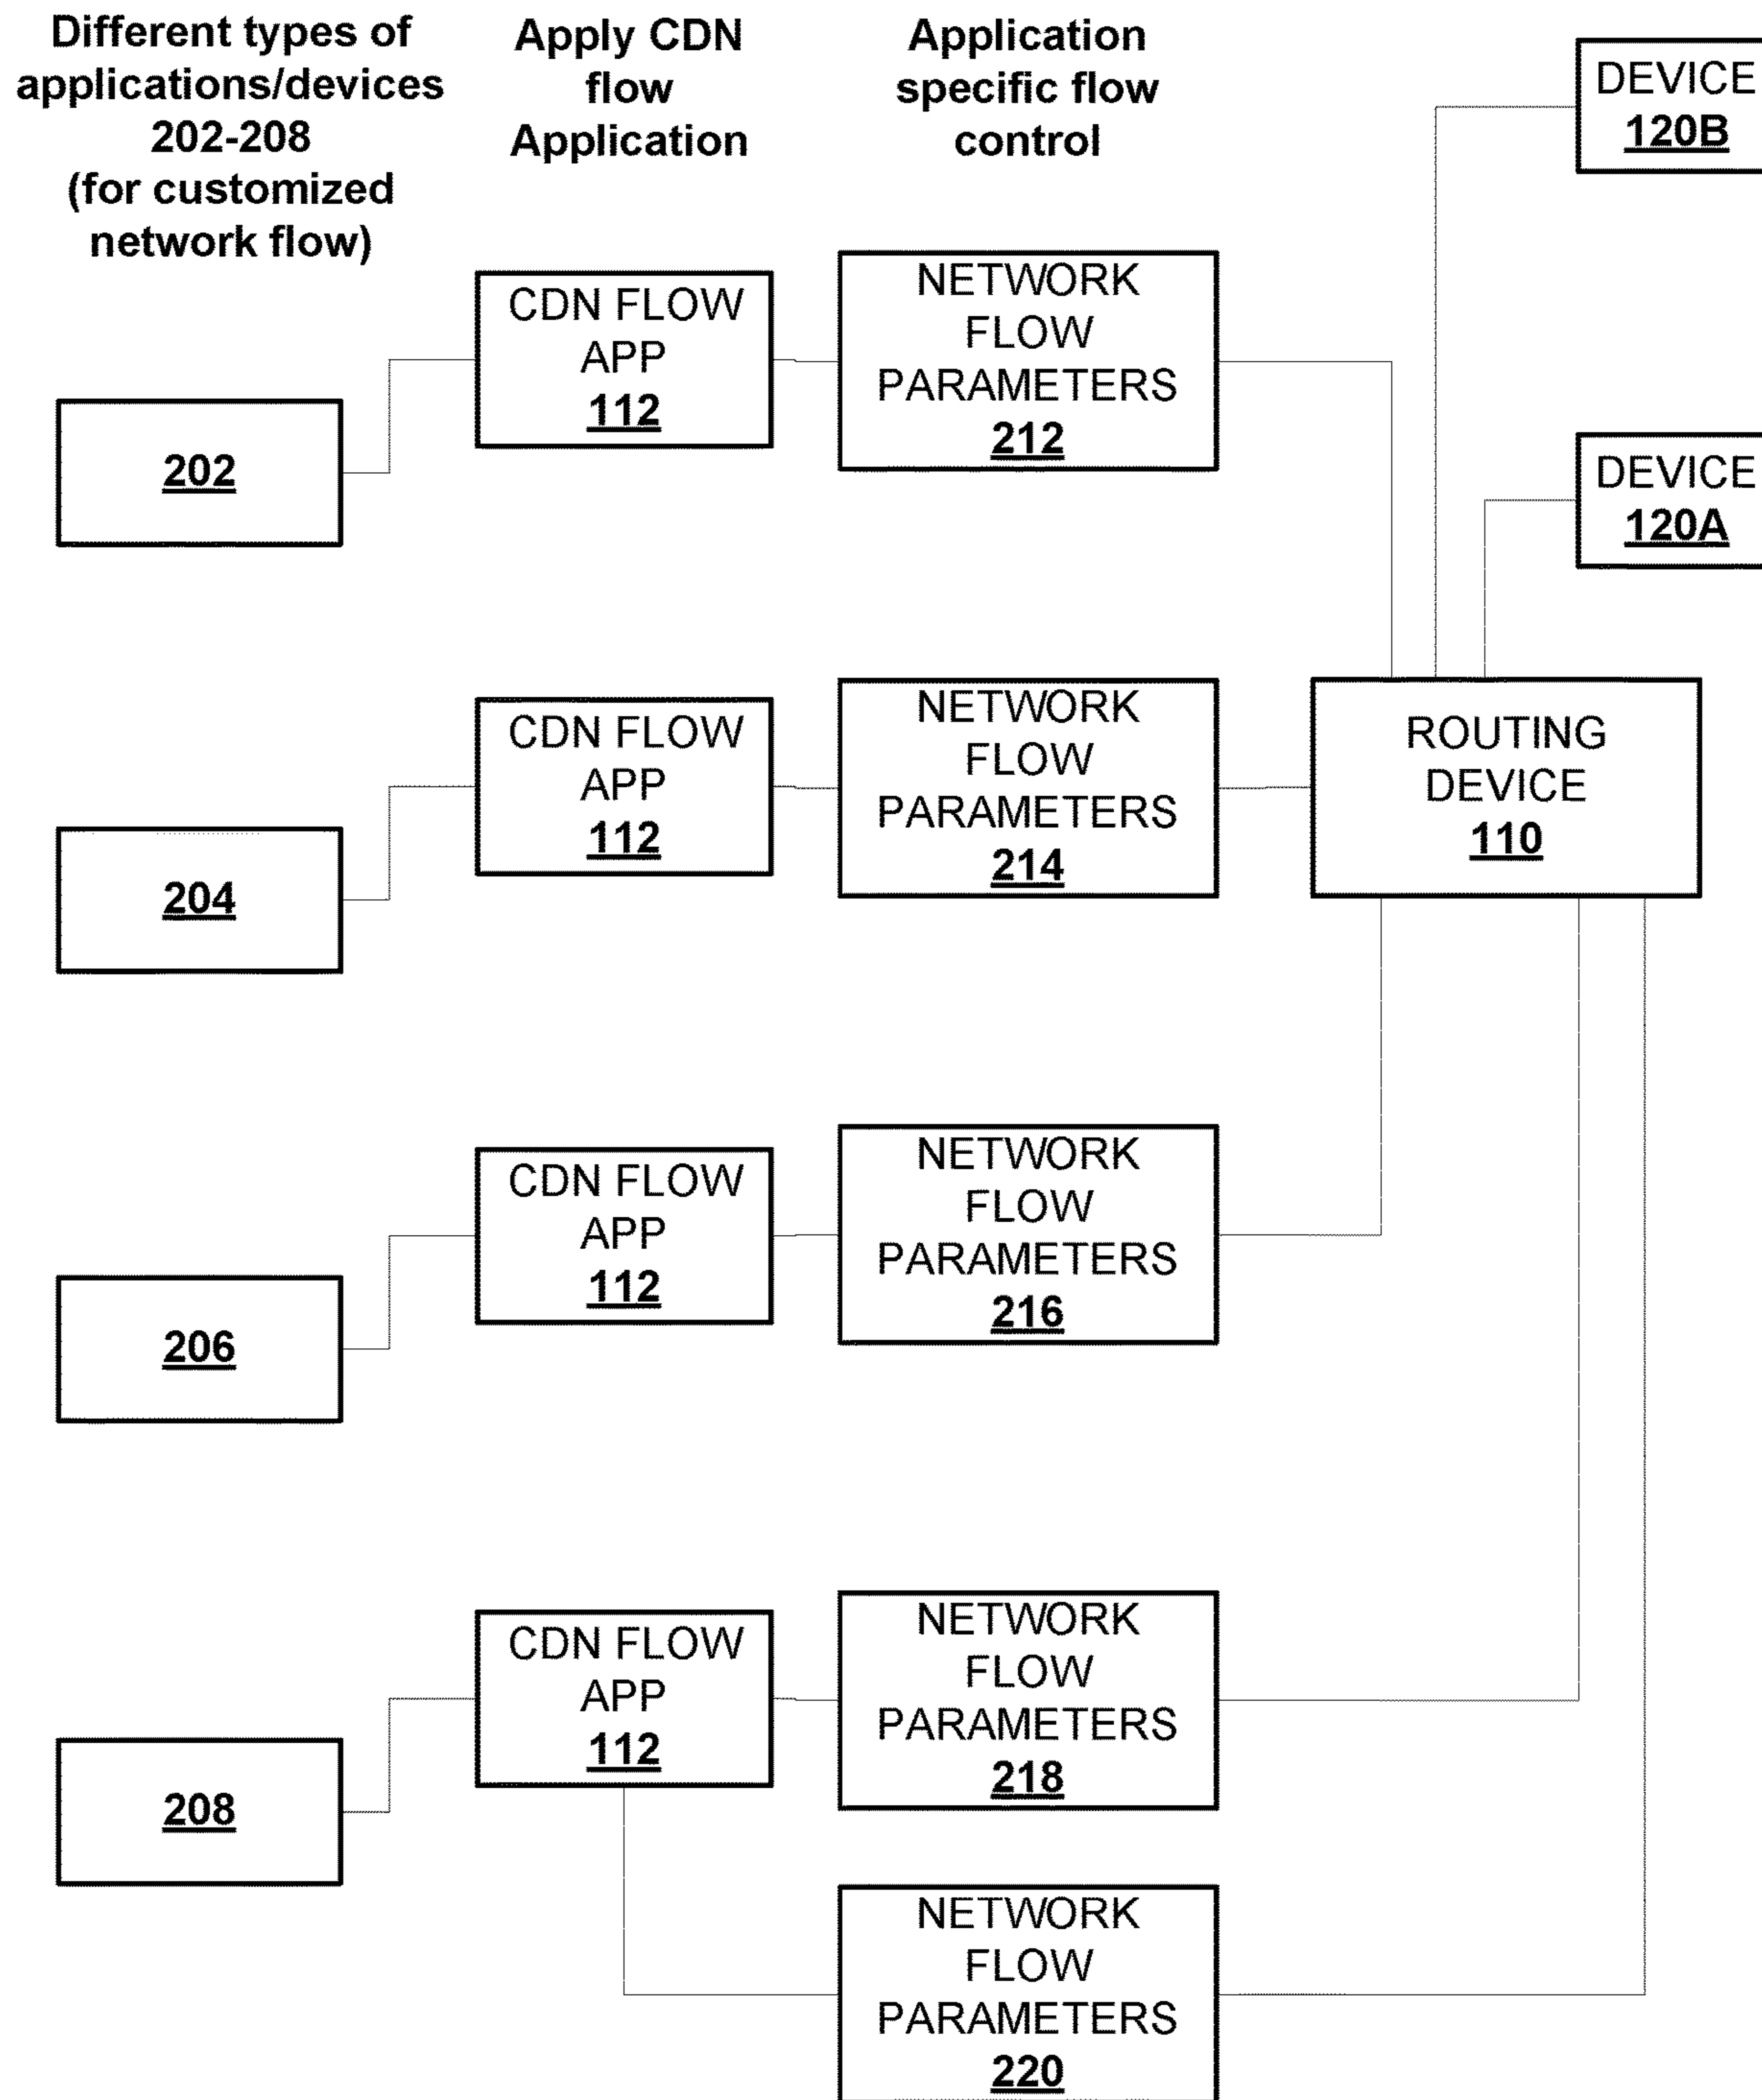 Different types of
applications/devices
202-208
(for customized
network flow)
Apply CDN
flow
Application
Application
specific flow
control
DEVICE
120B
CDN FLOW
APP
112
NETWORK
FLOW
PARAMETERS
212
202
DEVICE
120A
CDN FLOW
APP
112
NETWORK
FLOW
PARAMETERS
214
ROUTING
DEVICE
110
204
CDN FLOW
APP
112
NETWORK
FLOW
PARAMETERS
216
206
CDN FLOW
APP
112
NETWORK
FLOW
PARAMETERS
218
208
NETWORK
FLOW
PARAMETERS
220